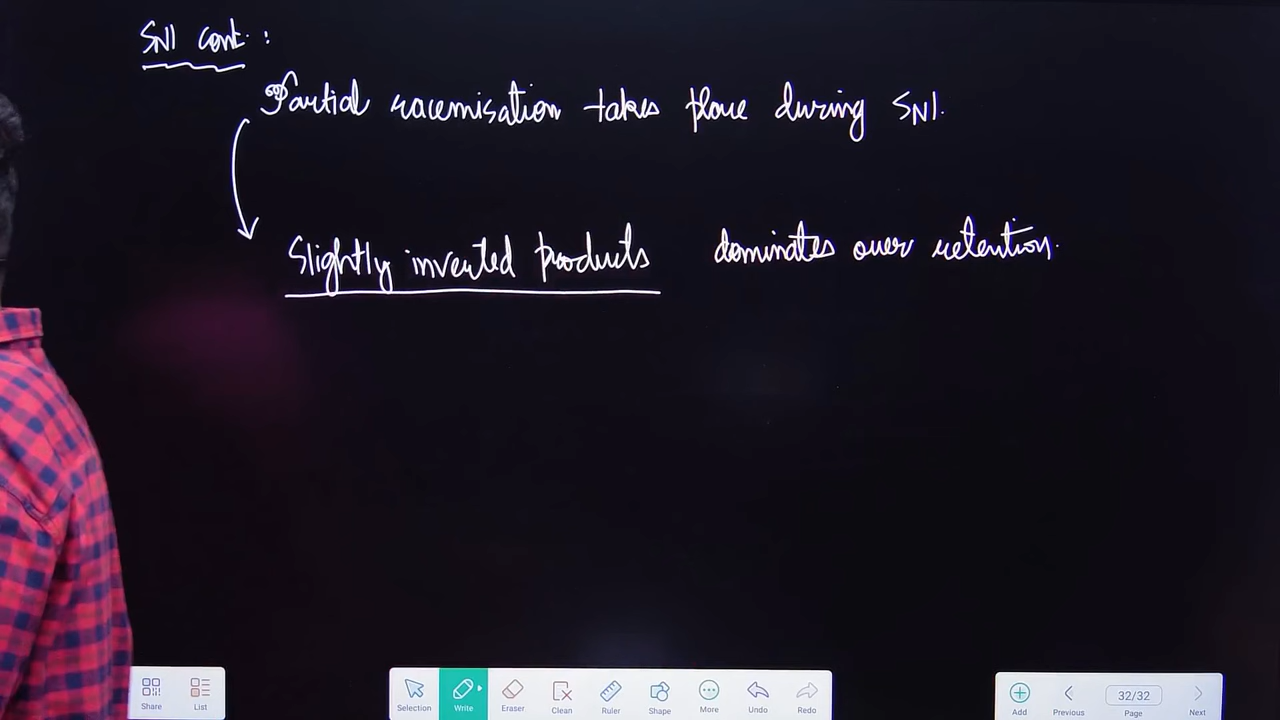 SN1 cont. :
Partial racemisation takes place during SN1.
Slightly inverted products dominates over retention.
Share
List
Selection
Write
Eraser
Clean
Ruler
Shape
More
Undo
Redo
Add
Previous
32/32
Page
Next